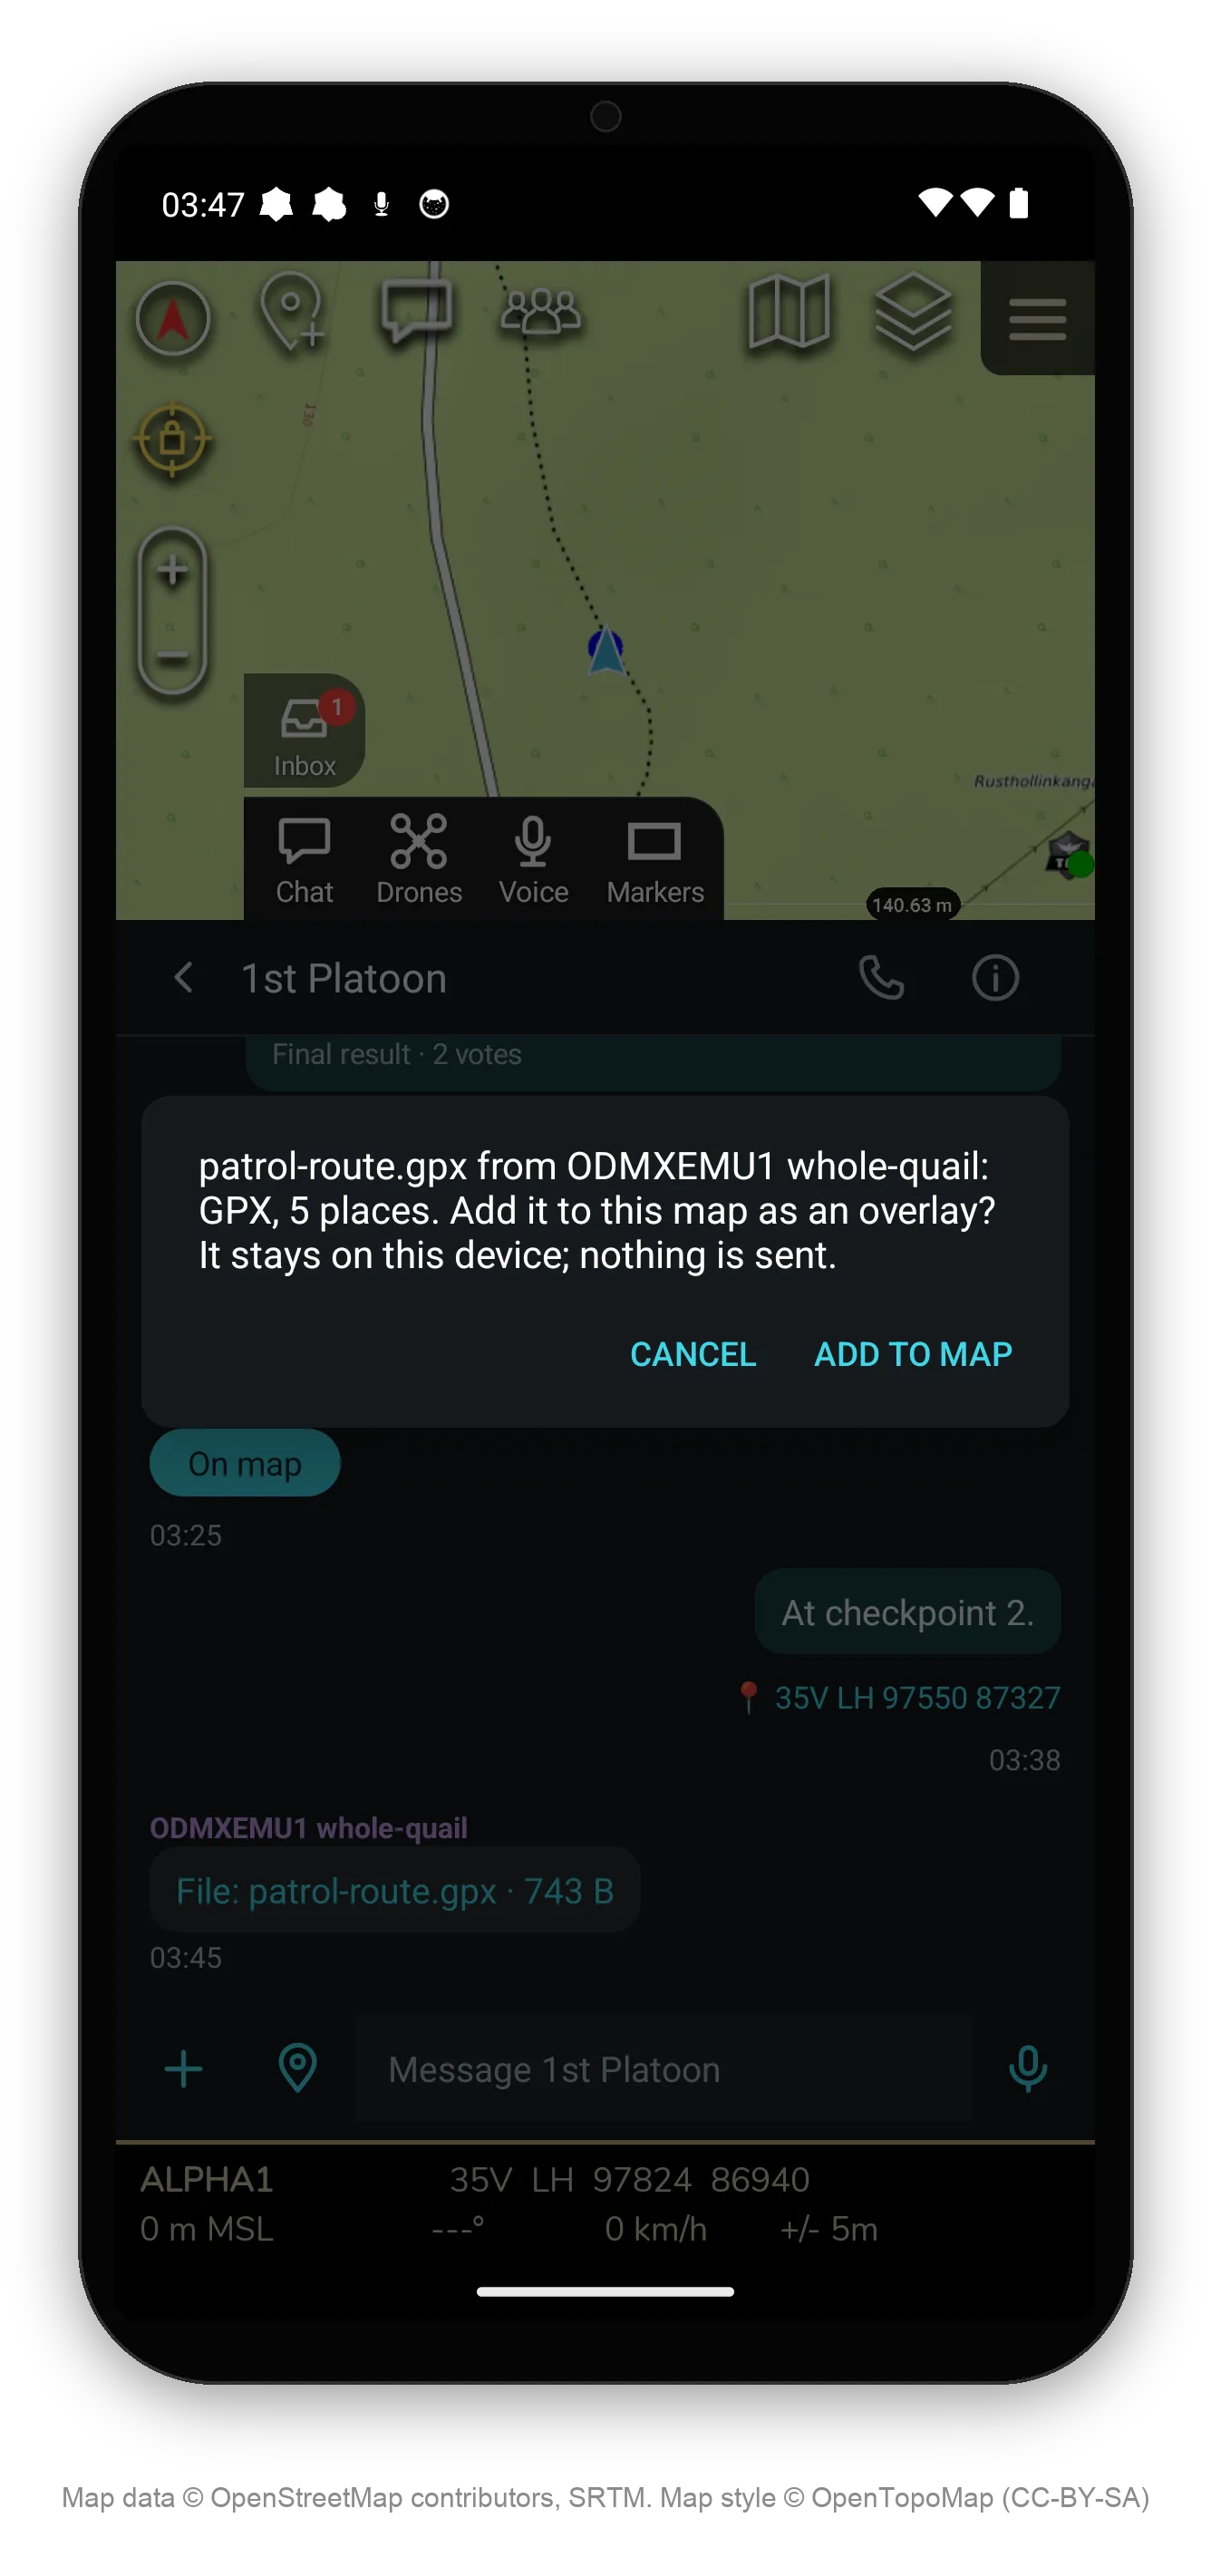 03:47
130
1
Inbox
Chat
Drones
Voice
Markers
140.63 m
1st Platoon
Final result · 2 votes
patrol-route.gpx from ODMXEMU1 whole-quail:
GPX, 5 places. Add it to this map as an overlay?
It stays on this device; nothing is sent.
CANCEL
ADD TO MAP
On map
03:25
At checkpoint 2.
35V LH 97550 87327
03:38
ODMXEMU1 whole-quail
File: patrol-route.gpx · 743 B
03:45
Message 1st Platoon
ALPHA1
35V LH 97824 86940
0 m MSL
---°
0 km/h
+/- 5m
Map data © OpenStreetMap contributors, SRTM. Map style © OpenTopoMap (CC-BY-SA)